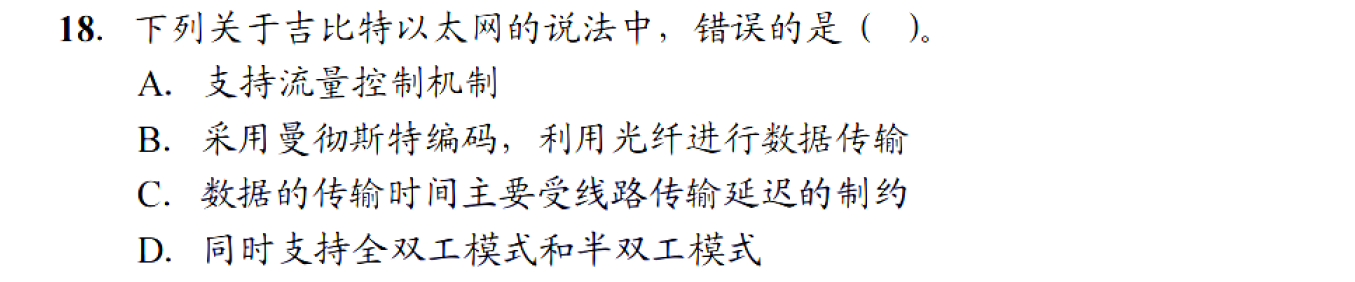 18. 下列关于吉比特以太网的说法中，错误的是（ ）。
A. 支持流量控制机制
B. 采用曼彻斯特编码，利用光纤进行数据传输
C. 数据的传输时间主要受线路传输延迟的制约
D. 同时支持全双工模式和半双工模式